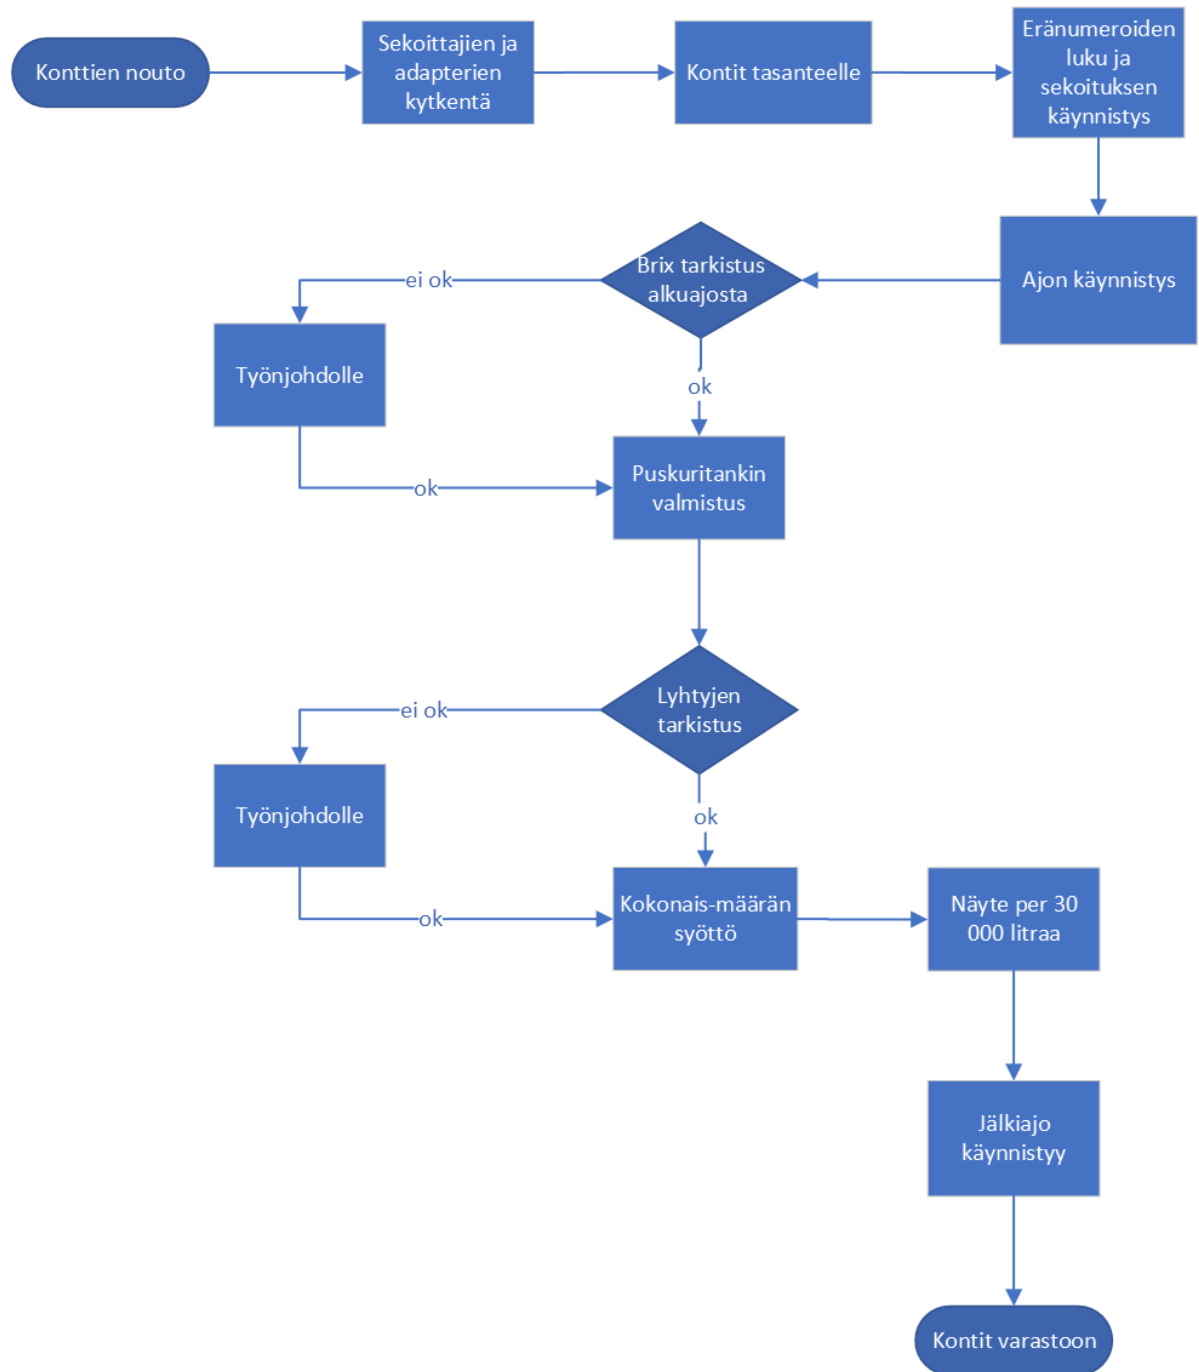 Konttien nouto
Sekoittajien ja
adapterien
kytkentä
Kontit tasanteelle
Eränumeroiden
luku ja
sekoituksen
käynnistys
Ajon käynnistys
Brix tarkistus
alkuajosta
ei ok
Työnjohdolle
ok
ok
Puskuritankin
valmistus
Lyhtyjen
tarkistus
ei ok
Työnjohdolle
ok
ok
Kokonais-määrän
syöttö
Näyte per 30
000 litraa
Jälkiajo
käynnistyy
Kontit varastoon